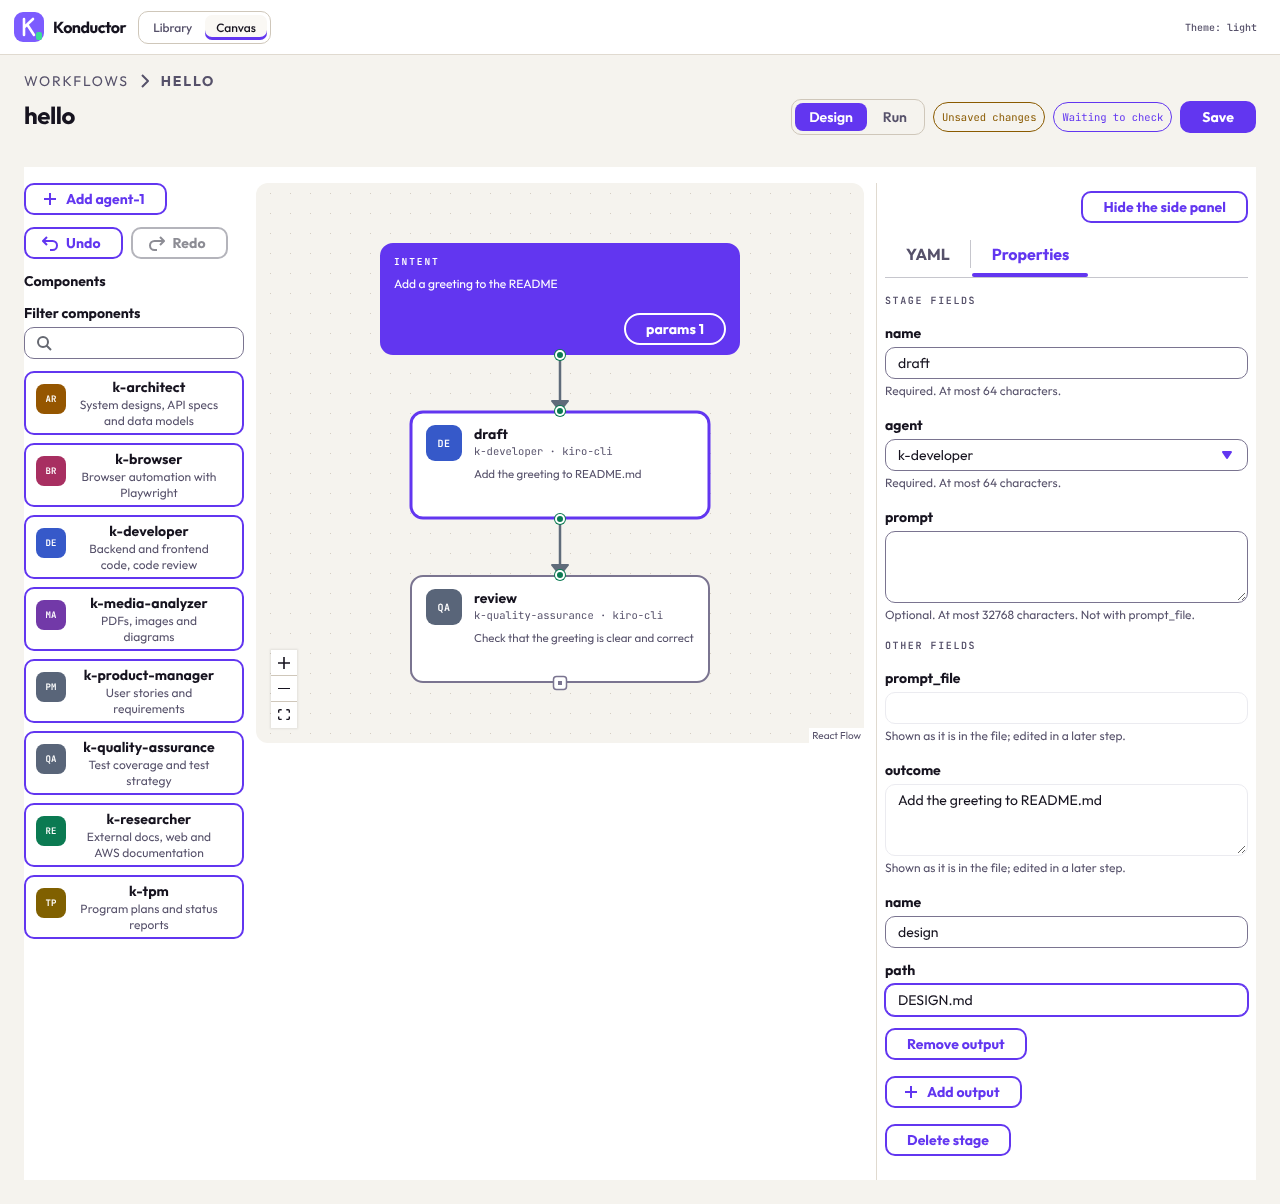 Konductor
Library
Canvas
Theme: light
WORKFLOWS > HELLO
hello
Design
Run
Unsaved changes
Waiting to check
Save
Add agent-1
Undo
Redo
Components
Filter components
AR
k-architect
System designs, API specs
and data models
BR
k-browser
Browser automation with
Playwright
DE
k-developer
Backend and frontend
code, code review
MA
k-media-analyzer
PDFs, images and
diagrams
PM
k-product-manager
User stories and
requirements
QA
k-quality-assurance
Test coverage and test
strategy
RE
k-researcher
External docs, web and
AWS documentation
TP
k-tpm
Program plans and status
reports
INTENT
Add a greeting to the README
params 1
DE
draft
k-developer · kiro-cli
Add the greeting to README.md
QA
review
k-quality-assurance · kiro-cli
Check that the greeting is clear and correct
React Flow
Hide the side panel
YAML
Properties
STAGE FIELDS
name
draft
Required. At most 64 characters.
agent
k-developer
Required. At most 64 characters.
prompt
Optional. At most 32768 characters. Not with prompt_file.
OTHER FIELDS
prompt_file
Shown as it is in the file; edited in a later step.
outcome
Add the greeting to README.md
Shown as it is in the file; edited in a later step.
name
design
path
DESIGN.md
Remove output
Add output
Delete stage